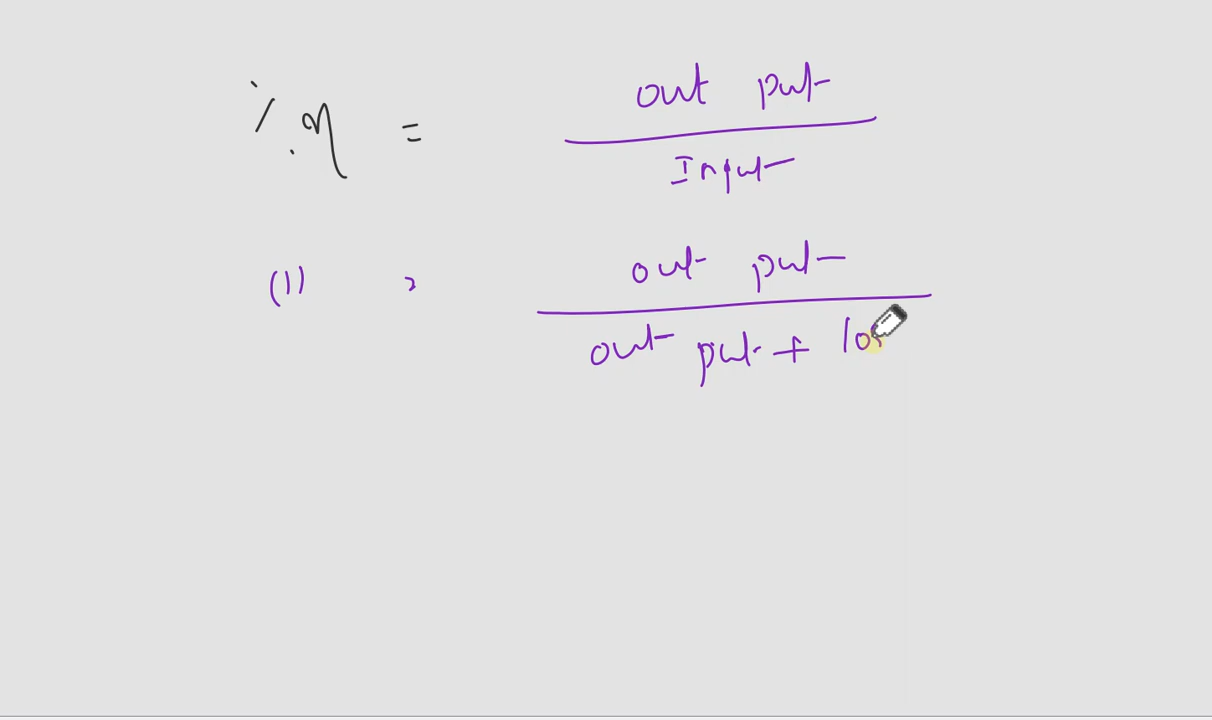 % η =
out put
Input
(1) =
out put
out put + los